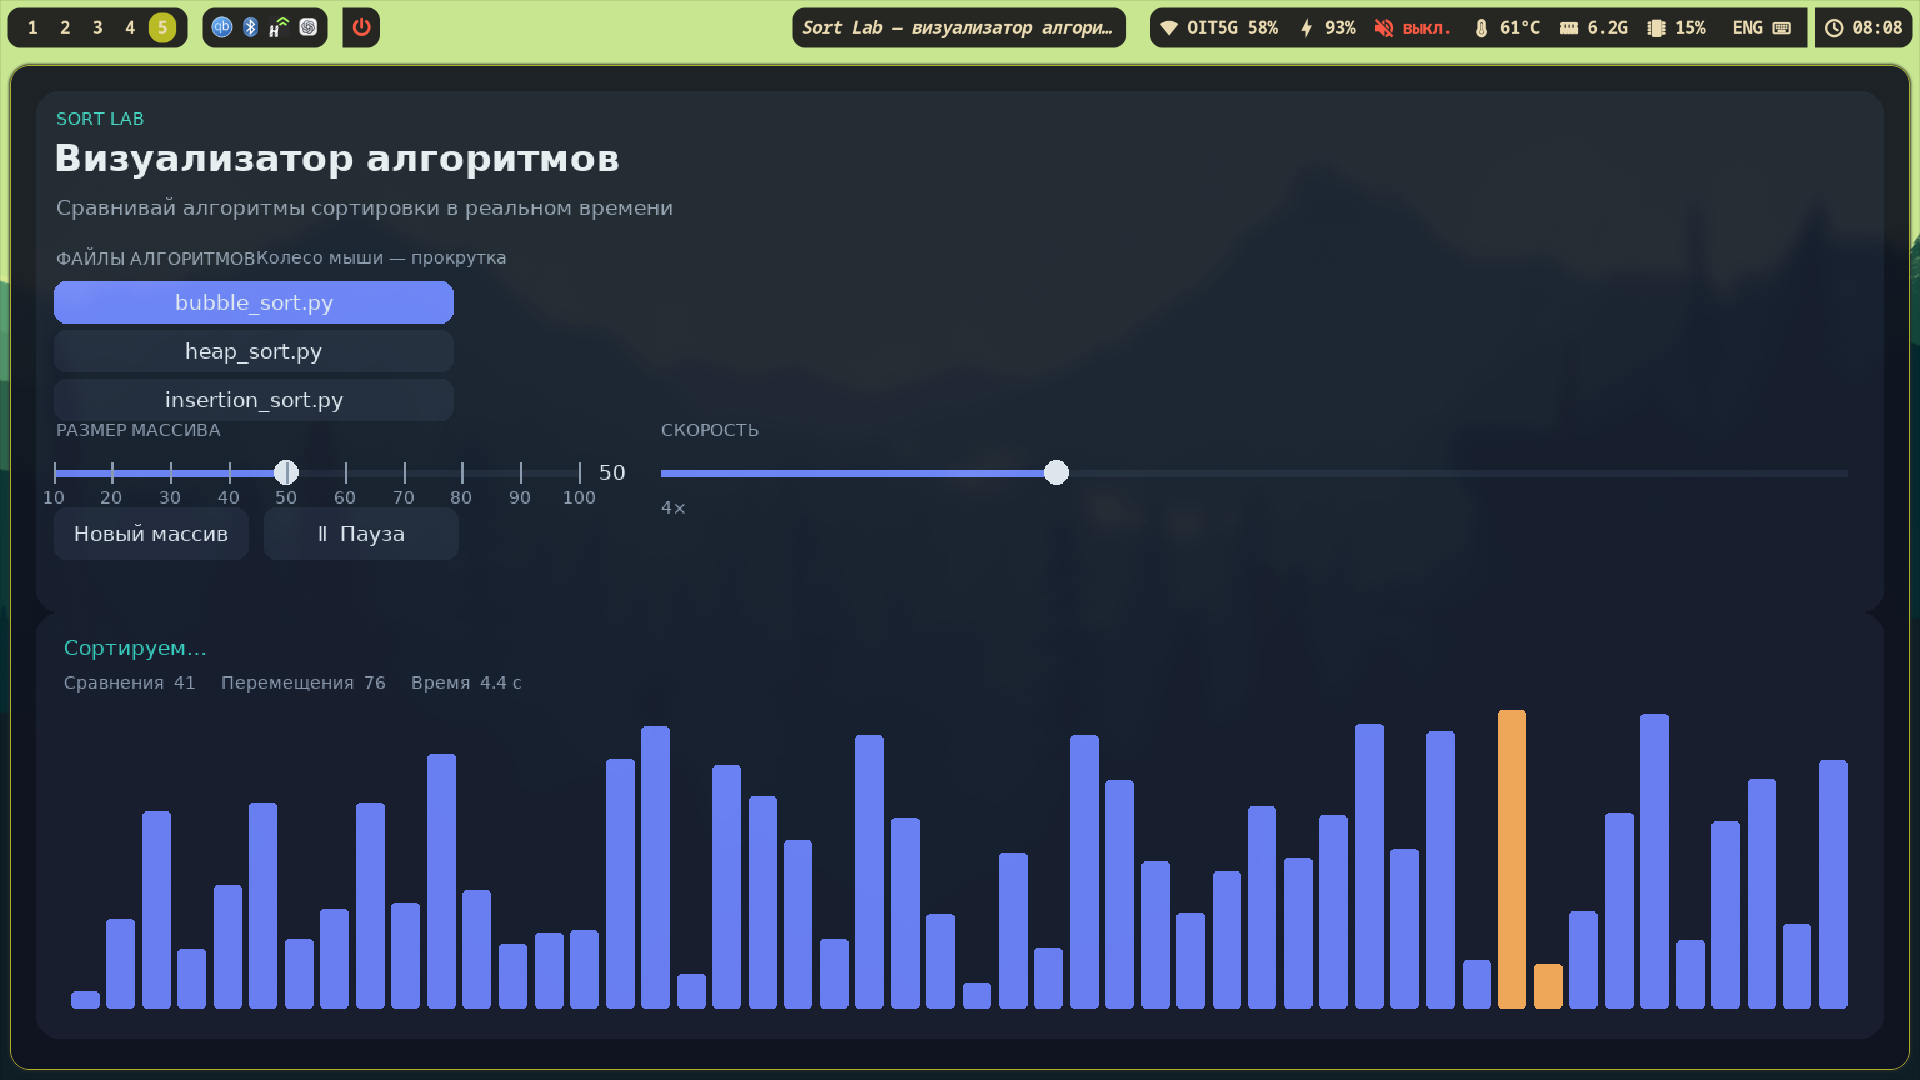 1 2 3 4 5 Sort Lab — визуализатор алгори… OIT5G 58% 93% выкл. 61°C 6.2G 15% ENG 08:08
SORT LAB
Визуализатор алгоритмов
Сравнивай алгоритмы сортировки в реальном времени
ФАЙЛЫ АЛГОРИТМОВ Колесо мыши — прокрутка
bubble_sort.py
heap_sort.py
insertion_sort.py
РАЗМЕР МАССИВА СКОРОСТЬ
50
10 20 30 40 50 60 70 80 90 100
4×
Новый массив Пауза
Сортируем…
Сравнения 41 Перемещения 76 Время 4.4 с